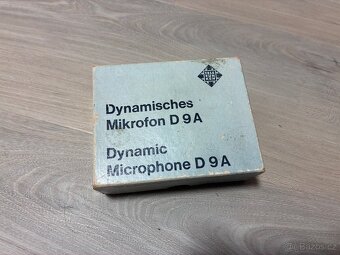 Dynamisches
Mikrofon D 9 A
Dynamic
Microphone D 9 A